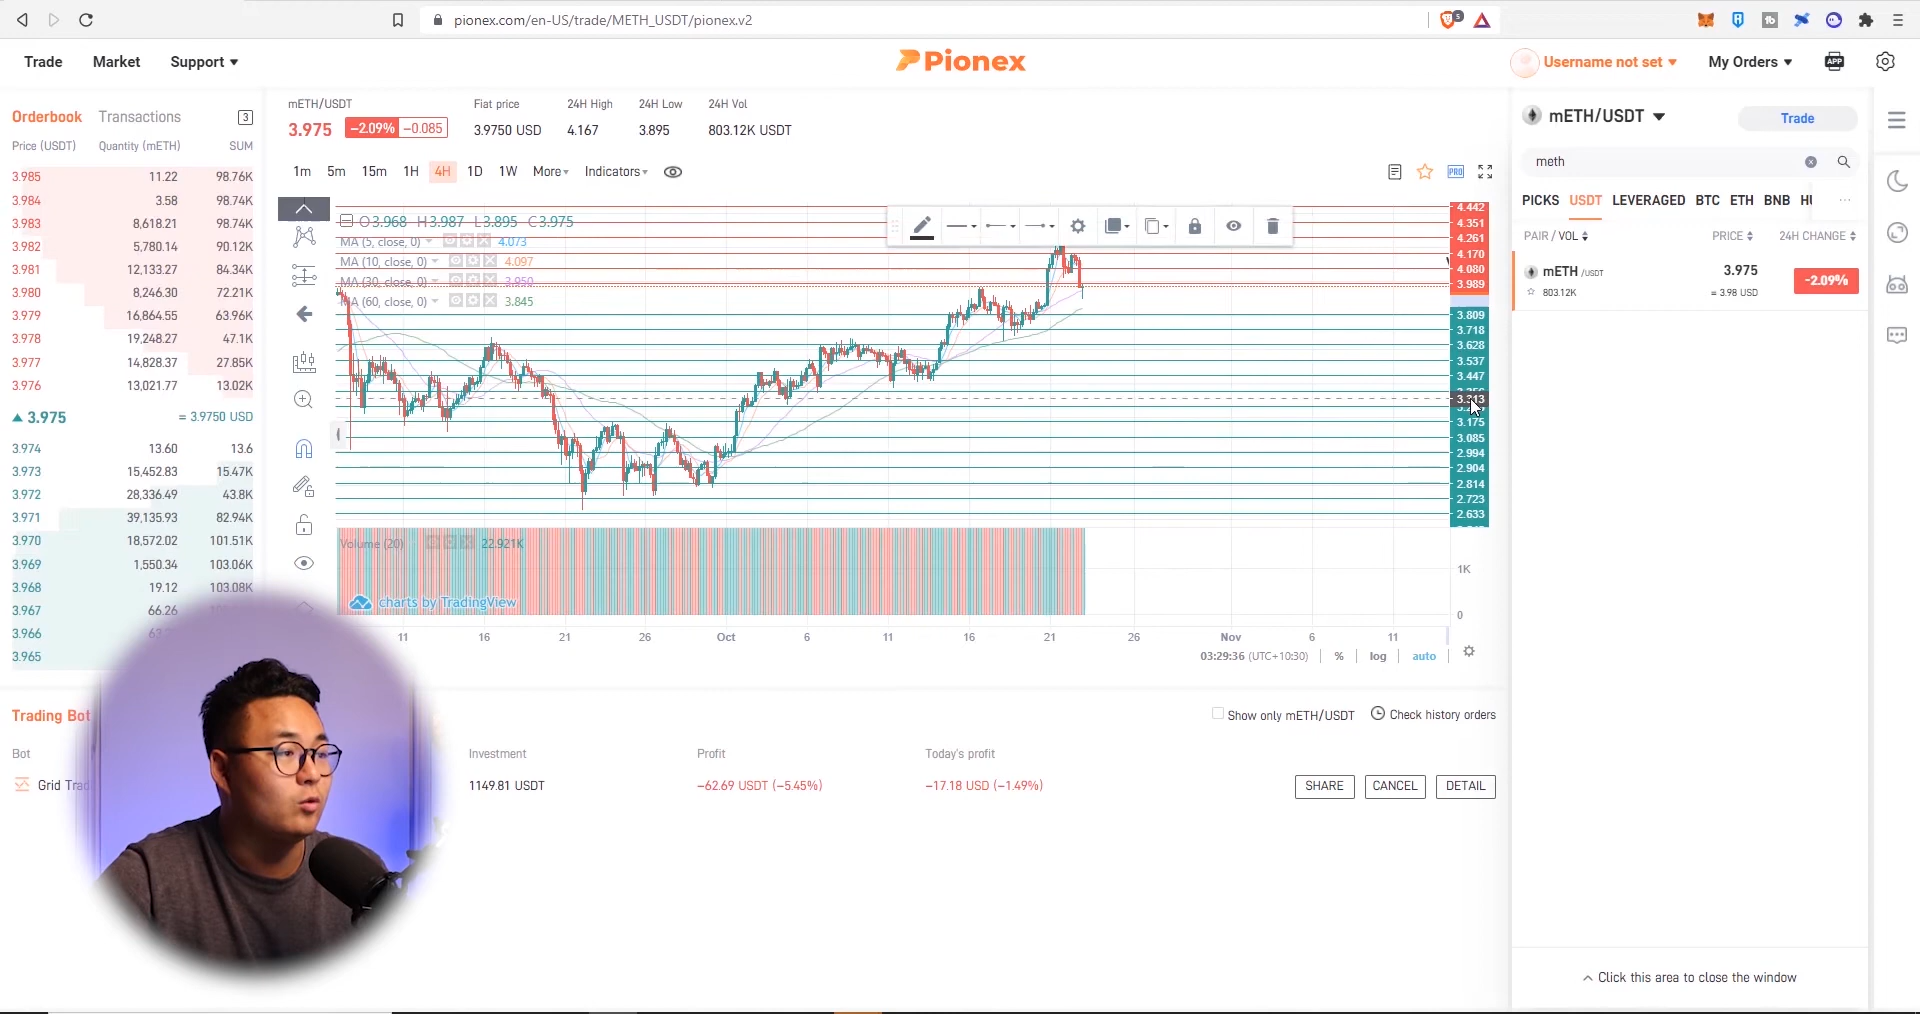 pionex.com/en-US/trade/METH_USDT/pionex.v2
5
Trade Market Support
Pionex
Username not set My Orders APP
Orderbook Transactions 3
Price (USDT) Quantity (mETH) SUM
3.985 11.22 98.76K
3.984 3.58 98.74K
3.983 8,618.21 98.74K
3.982 5,780.14 90.12K
3.981 12,133.27 84.34K
3.980 8,246.30 72.21K
3.979 16,864.55 63.96K
3.978 19,248.27 47.1K
3.977 14,828.37 27.85K
3.976 13,021.77 13.02K
3.975 = 3.9750 USD
3.974 13.60 13.6
3.973 15,452.83 15.47K
3.972 28,336.49 43.8K
3.971 39,135.93 82.94K
3.970 18,572.02 101.51K
3.969 1,550.34 103.06K
3.968 19.12 103.08K
3.967 66.26
3.966
3.965
mETH/USDT Fiat price 24H High 24H Low 24H Vol
3.975 -2.09% -0.085 3.9750 USD 4.167 3.895 803.12K USDT
1m 5m 15m 1H 4H 1D 1W More Indicators PRO
O3.968 H3.987 L3.895 C3.975
MA (5, close, 0) 4.073
MA (10, close, 0) 4.097
MA (30, close, 0) 3.950
MA (60, close, 0) 3.845
4.442
4.351
4.261
4.170
4.080
3.989
3.809
3.718
3.628
3.537
3.447
3.313
3.175
3.085
2.994
2.904
2.814
2.723
2.633
Volume (20) 22.921K
1K
0
charts by TradingView
11 16 21 26 Oct 6 11 16 21 26 Nov 6 11
03:29:36 (UTC+10:30) % log auto
Trading Bot
Show only mETH/USDT Check history orders
Bot Investment Profit Today's profit
Grid 1149.81 USDT -62.69 USDT (-5.45%) -17.18 USD (-1.49%) SHARE CANCEL DETAIL
mETH/USDT Trade
meth
PICKS USDT LEVERAGED BTC ETH BNB
PAIR / VOL PRICE 24H CHANGE
mETH /USDT 3.975 -2.09%
803.12K = 3.98 USD
Click this area to close the window